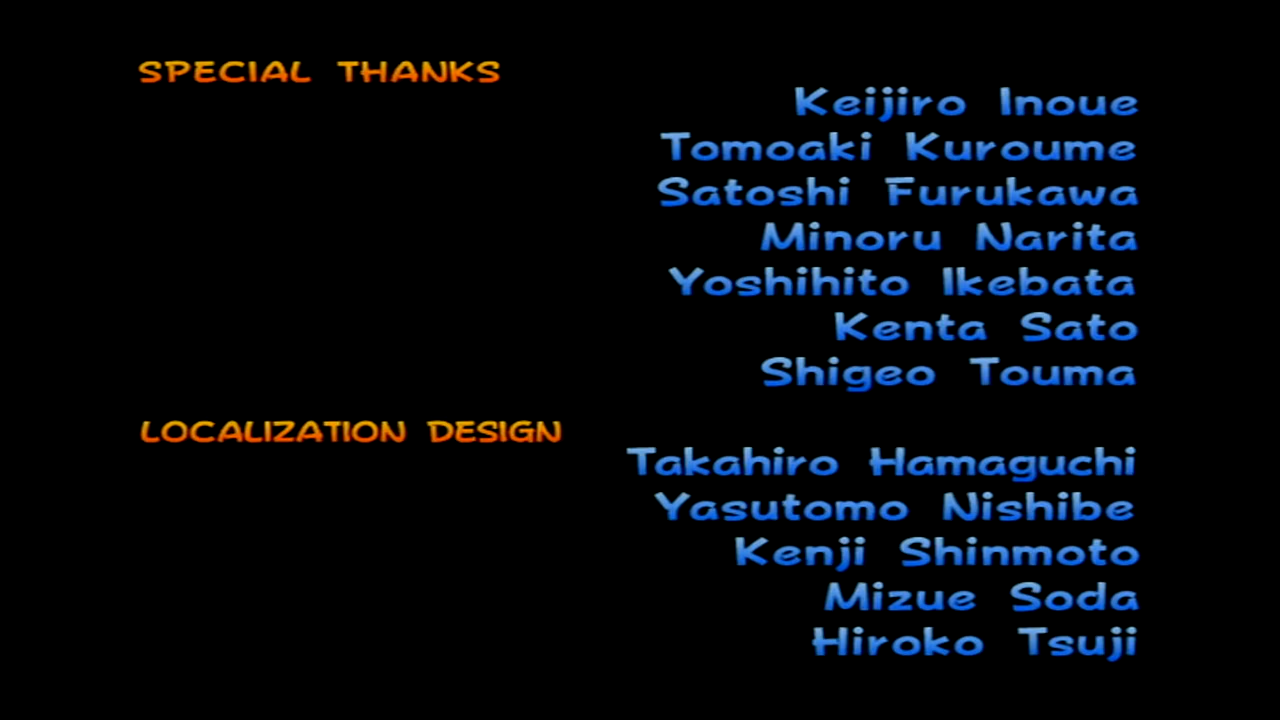 SPECIAL THANKS
Keijiro Inoue
Tomoaki Kuroume
Satoshi Furukawa
Minoru Narita
Yoshihito Ikebata
Kenta Sato
Shigeo Touma
LOCALIZATION DESIGN
Takahiro Hamaguchi
Yasutomo Nishibe
Kenji Shinmoto
Mizue Soda
Hiroko Tsuji